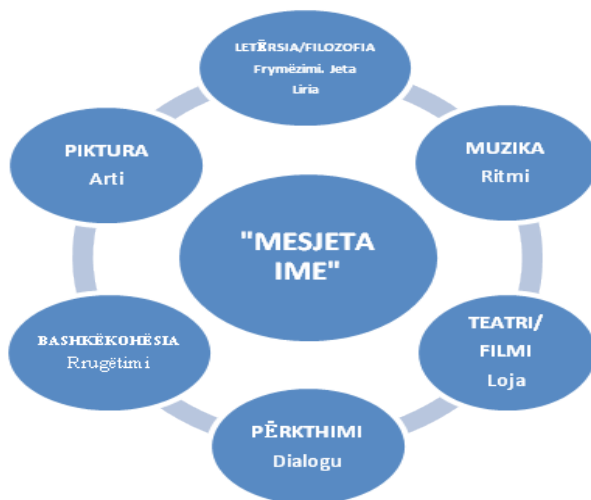 LETËRSIA/FILOZOFIA
Frymëzimi. Jeta
Liria
MUZIKA
Ritmi
TEATRI/
FILMI
Loja
PËRKTHIMI
Dialogu
BASHKËKOHËSIA
Rrugëtimi
PIKTURA
Arti
"MESJETA
IME"